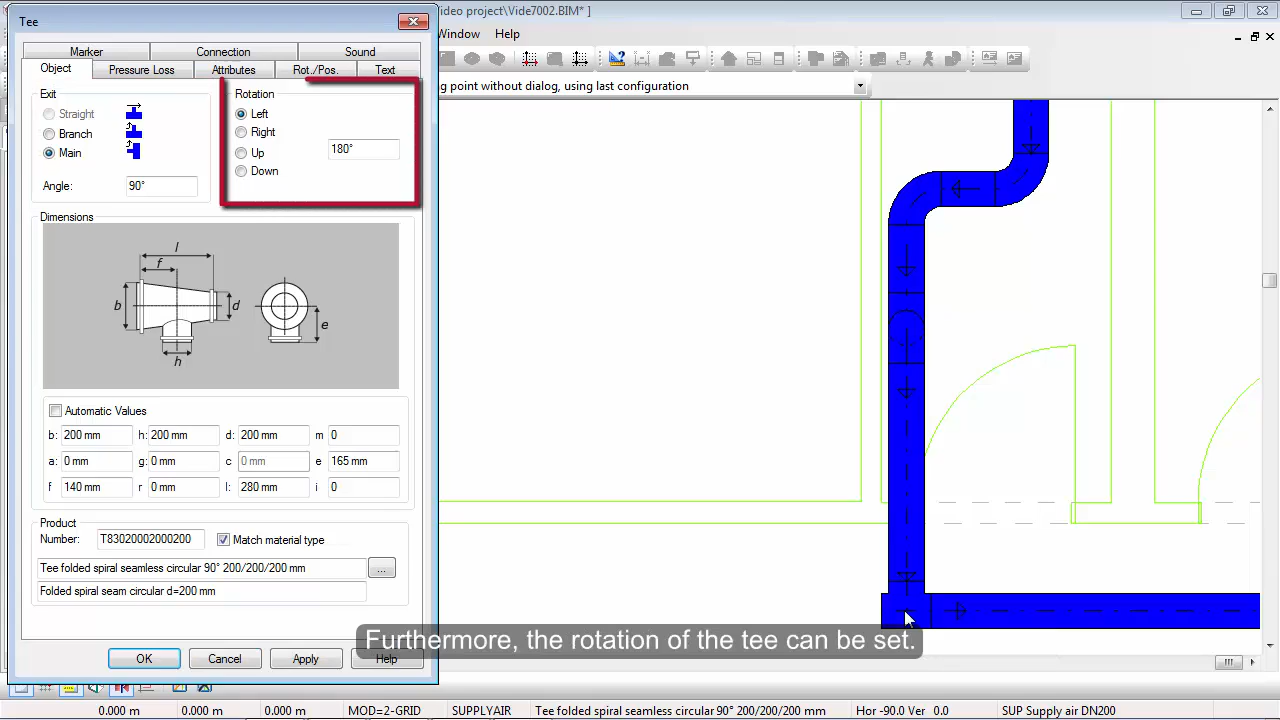 Tee
ideo project\Vide7002.BIM* ]
Window Help
g point without dialog, using last configuration
Marker Connection Sound
Object Pressure Loss Attributes Rot./Pos. Text
Exit
Straight
Branch
Main
Angle: 90°
Rotation
Left
Right
Up
Down
180°
Dimensions
l
f
b
d
e
h
Automatic Values
b: 200 mm h: 200 mm d: 200 mm m 0
a: 0 mm g: 0 mm c 0 mm e 165 mm
f 140 mm r 0 mm l: 280 mm i 0
Product
Number: T83020002000200 Match material type
Tee folded spiral seamless circular 90° 200/200/200 mm ...
Folded spiral seam circular d=200 mm
Furthermore, the rotation of the tee can be set.
OK Cancel Apply Help
0.000 m 0.000 m 0.000 m MOD=2-GRID SUPPLYAIR Tee folded spiral seamless circular 90° 200/200/200 mm Hor -90.0 Ver 0.0 SUP Supply air DN200